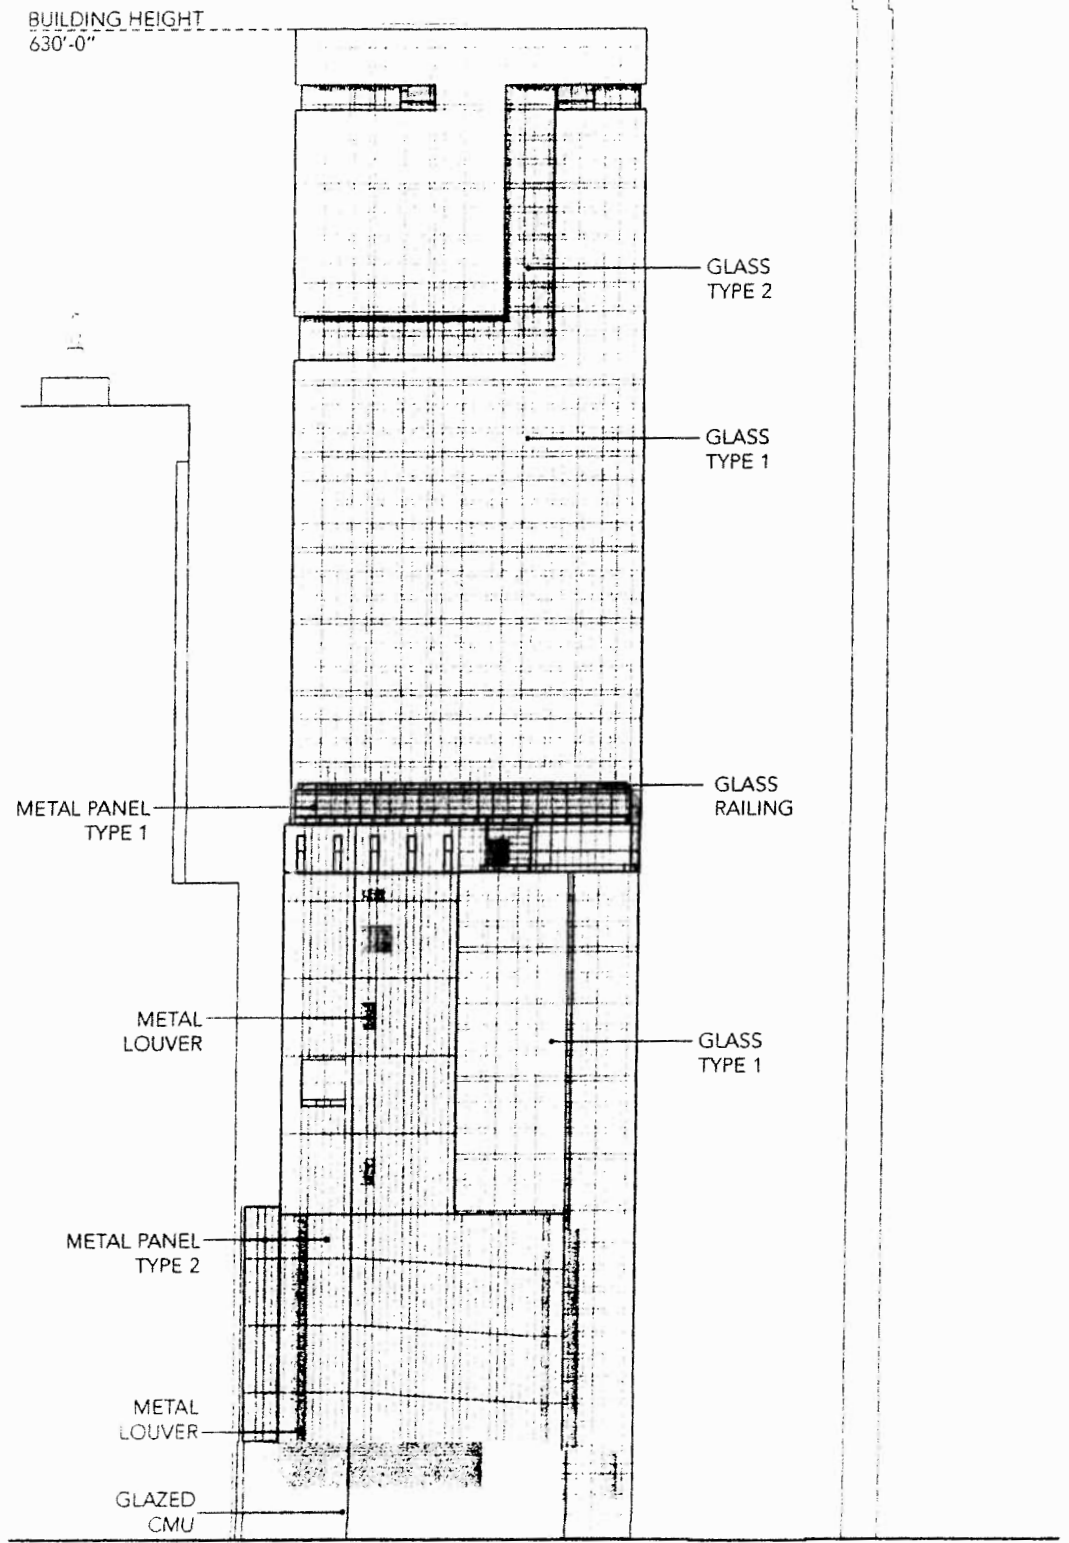 BUILDING HEIGHT
630'-0"
GLASS
TYPE 2
GLASS
TYPE 1
GLASS
RAILING
METAL PANEL
TYPE 1
METAL
LOUVER
GLASS
TYPE 1
METAL PANEL
TYPE 2
METAL
LOUVER
GLAZED
CMU